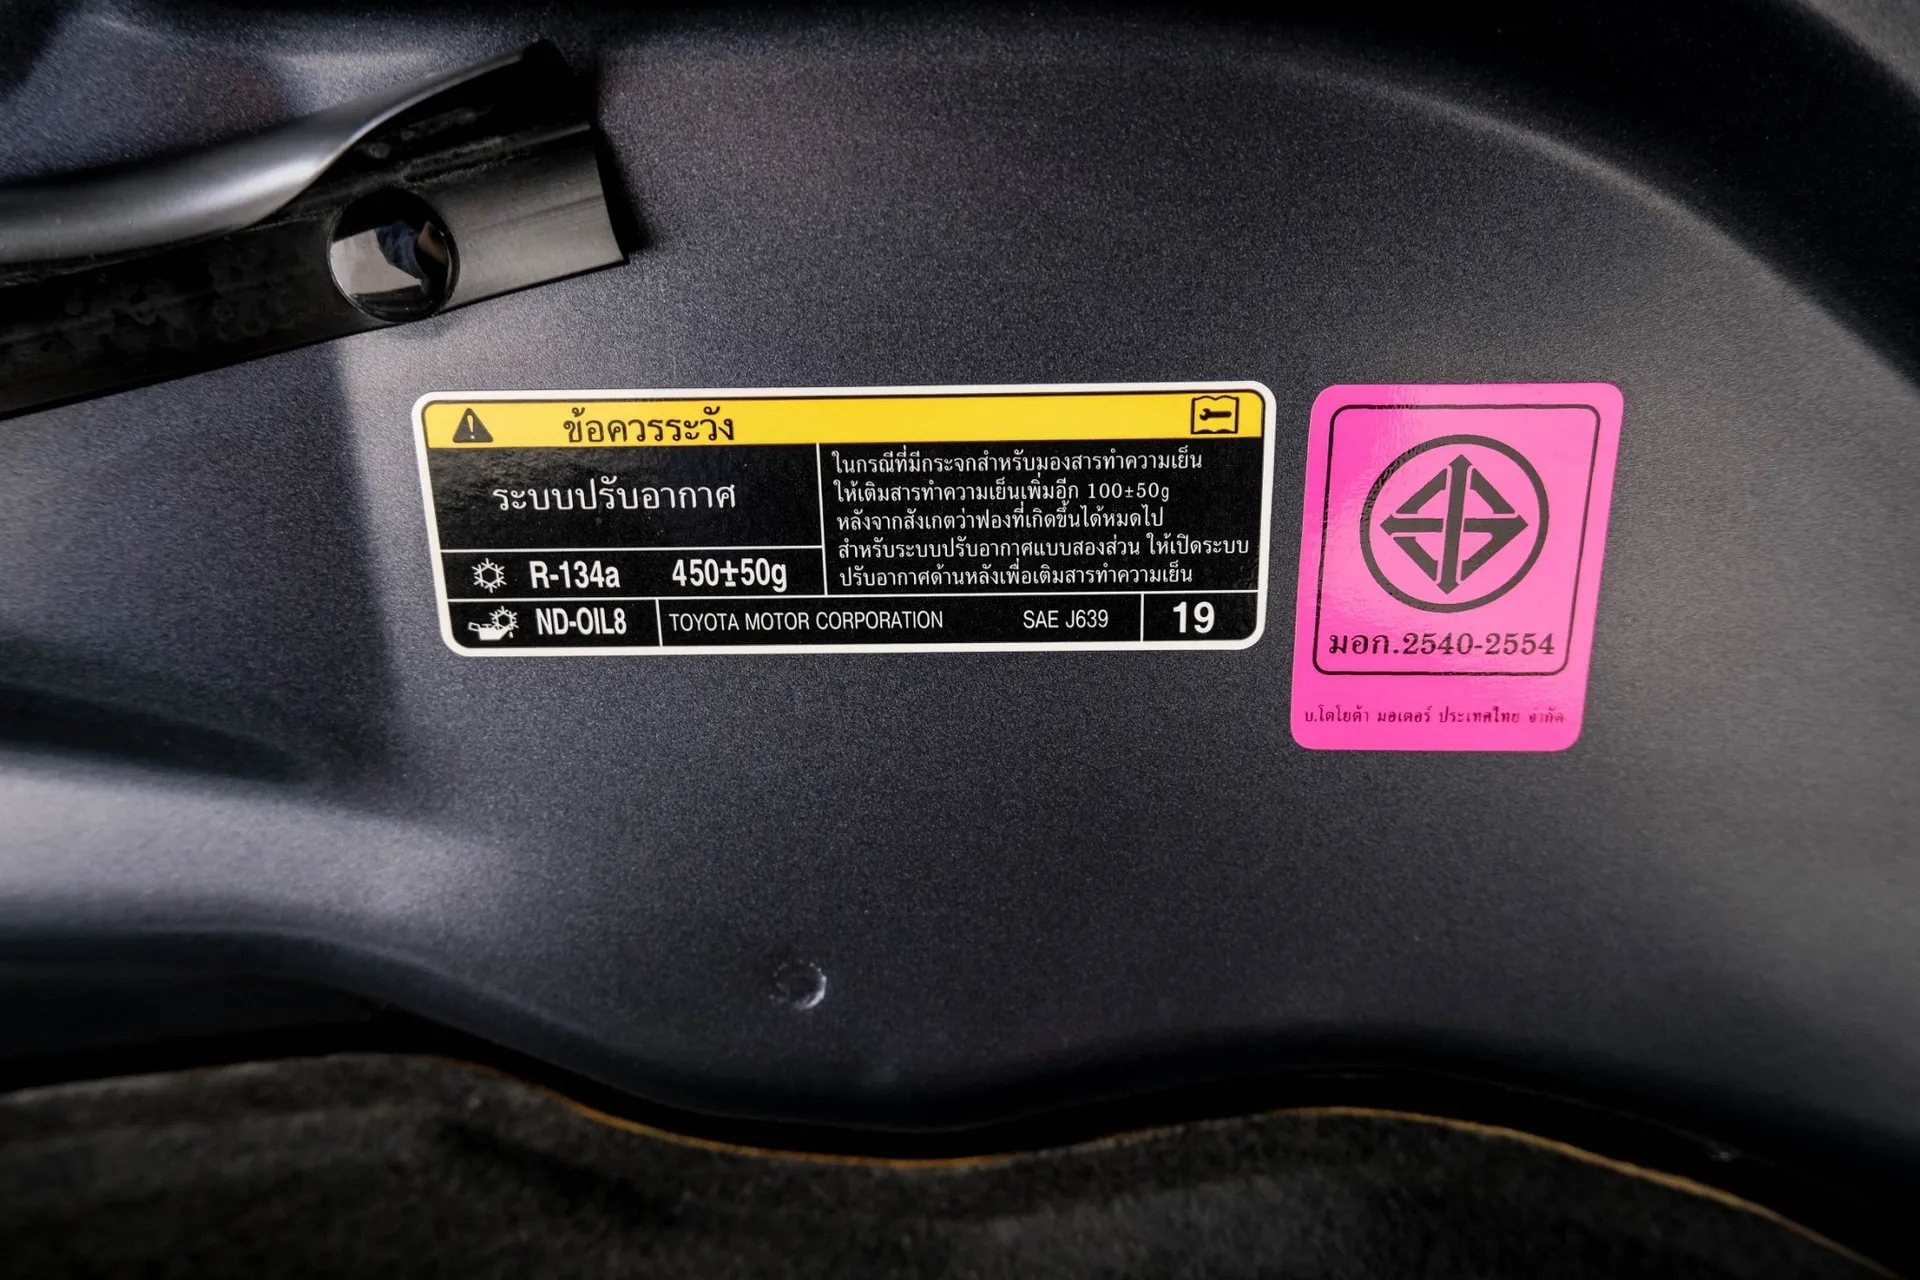 ข้อควรระวัง
ระบบปรับอากาศ
R-134a 450±50g
ในกรณีที่มีกระจกสำหรับมองสารทำความเย็น
ให้เติมสารทำความเย็นเพิ่มอีก 100±50g
หลังจากสังเกตว่าฟองที่เกิดขึ้นได้หมดไป
สำหรับระบบปรับอากาศแบบสองส่วน ให้เปิดระบบ
ปรับอากาศด้านหลังเพื่อเติมสารทำความเย็น
ND-OIL8 TOYOTA MOTOR CORPORATION SAE J639 19
มอก.2540-2554
บ.โตโยต้า มอเตอร์ ประเทศไทย จำกัด